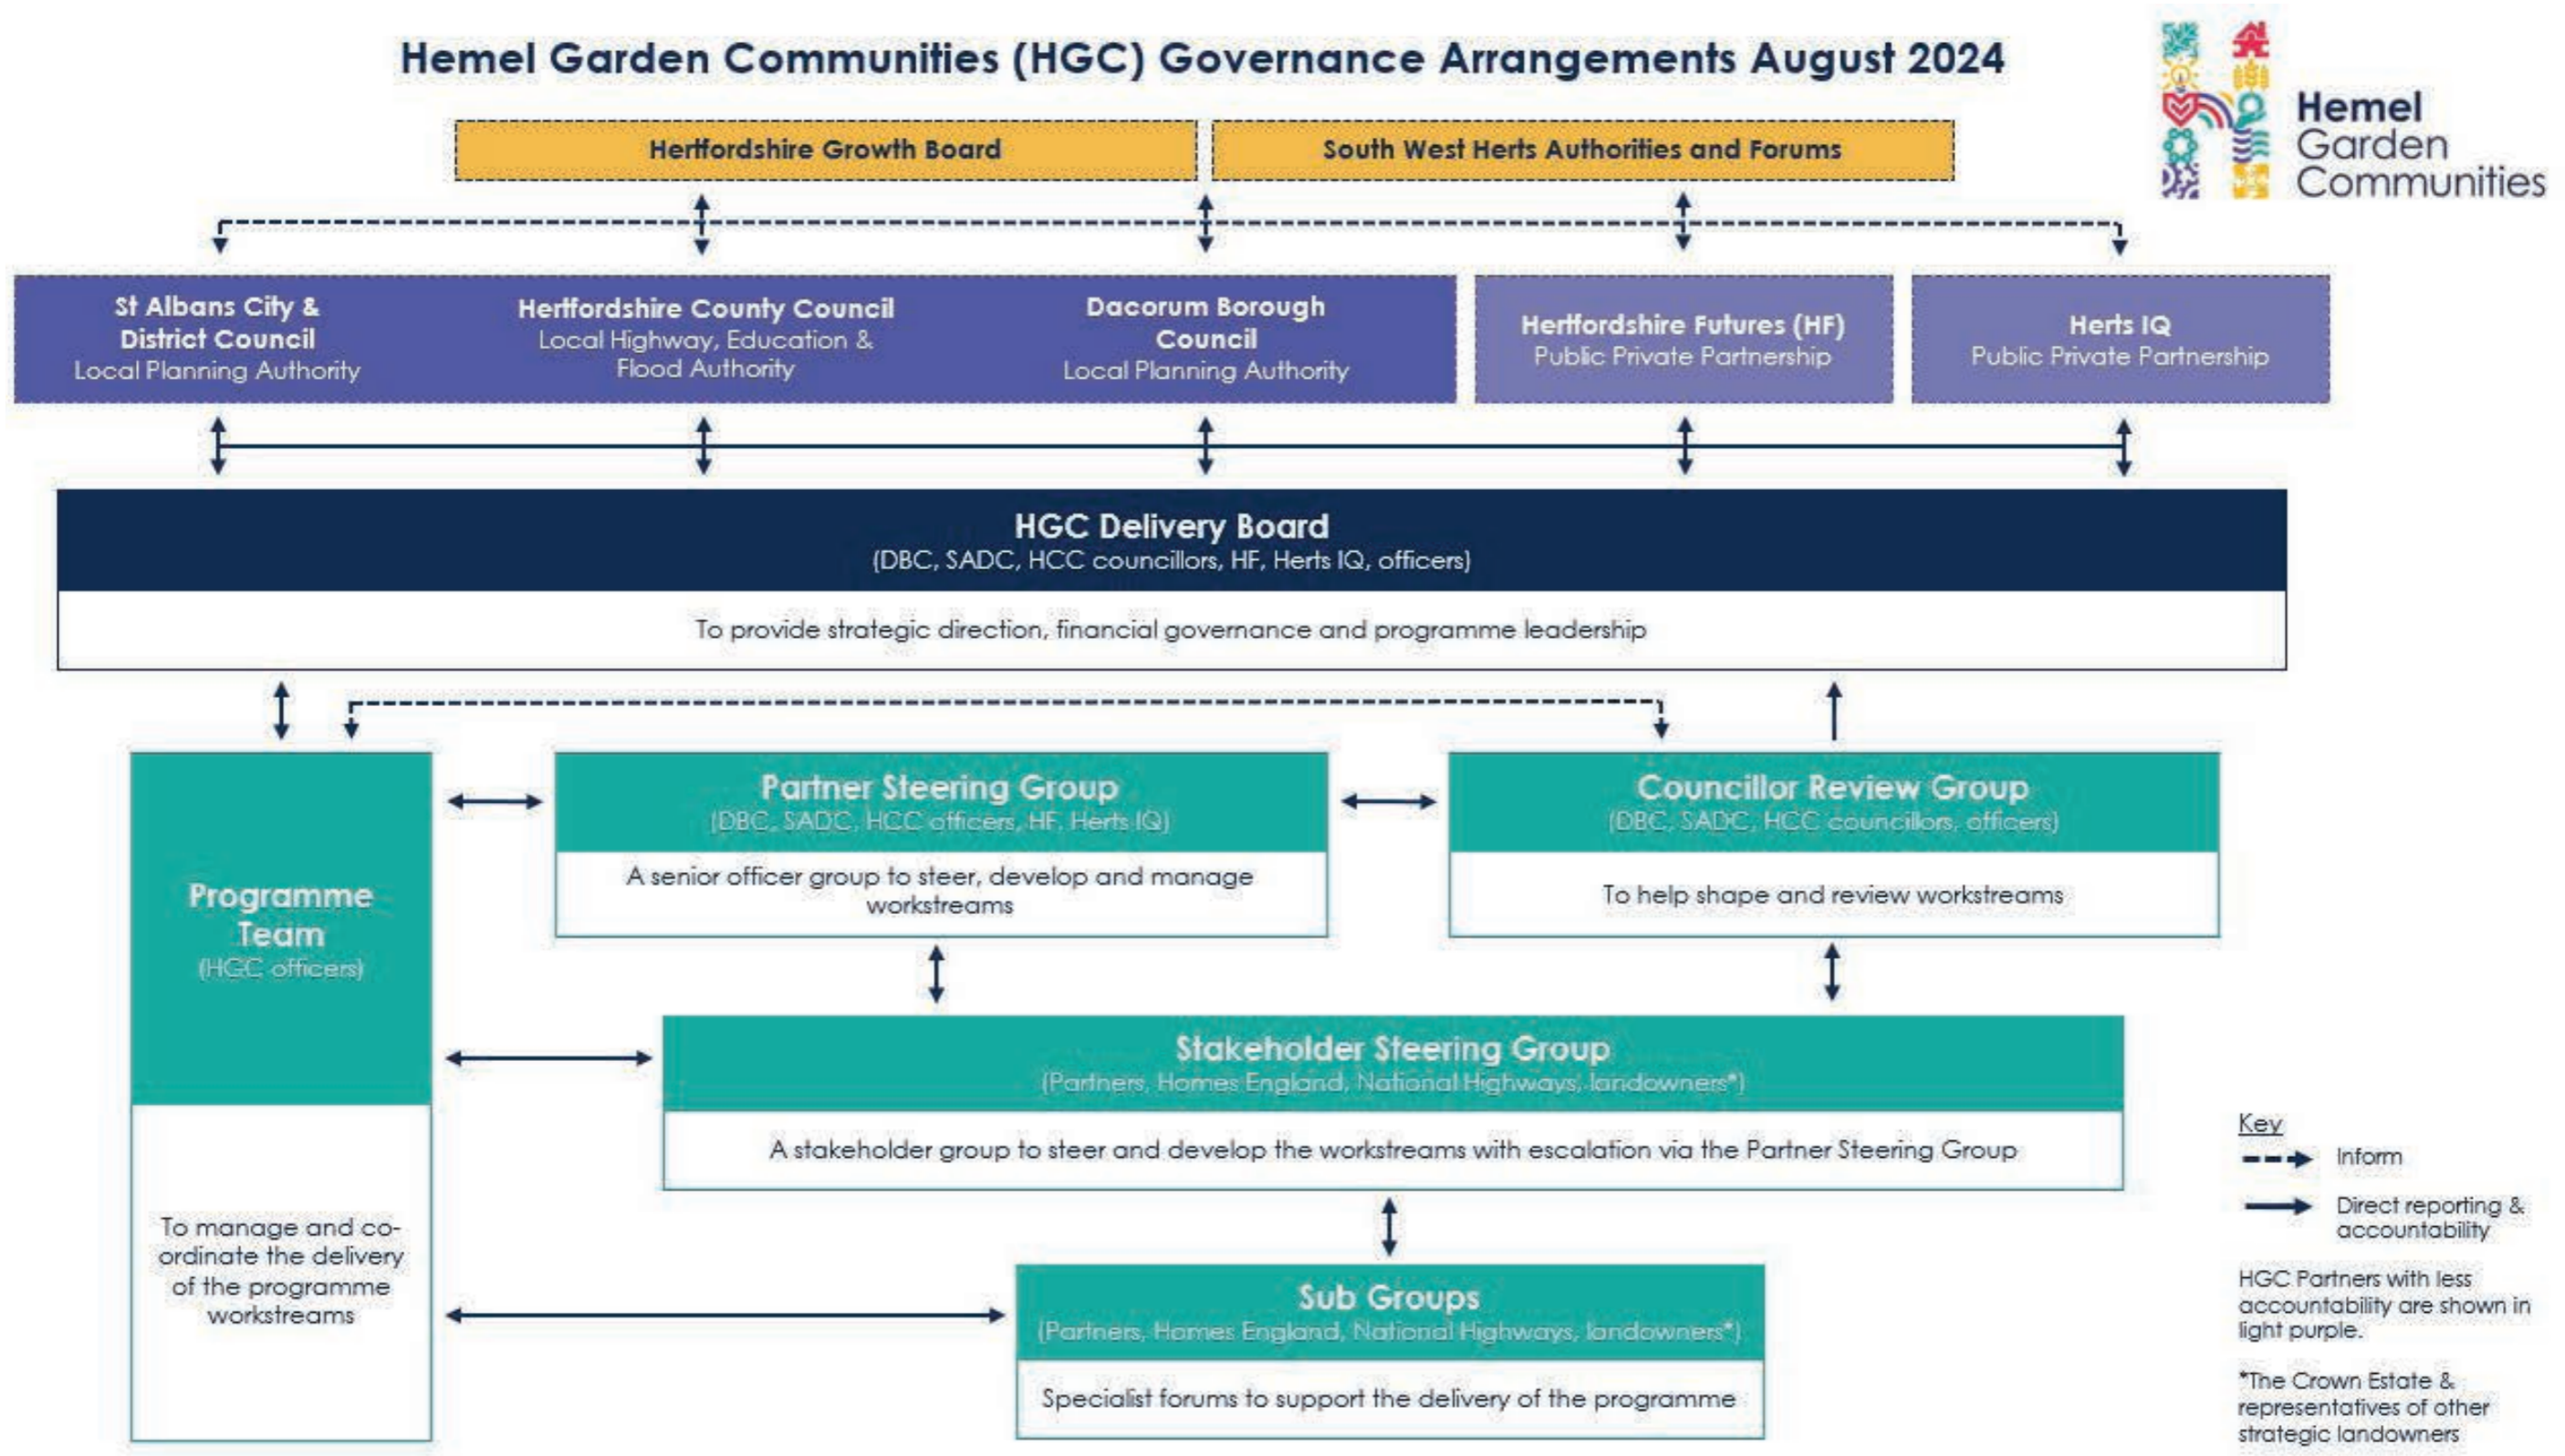 Hemel Garden Communities (HGC) Governance Arrangements August 2024
Hemel
Garden
Communities
Hertfordshire Growth Board
South West Herts Authorities and Forums
St Albans City &
District Council
Local Planning Authority
Hertfordshire County Council
Local Highway, Education &
Flood Authority
Dacorum Borough
Council
Local Planning Authority
Hertfordshire Futures (HF)
Public Private Partnership
Herts IQ
Public Private Partnership
HGC Delivery Board
(DBC, SADC, HCC councillors, HF, Herts IQ, officers)
To provide strategic direction, financial governance and programme leadership
Programme
Team
(HGC officers)
To manage and co-
ordinate the delivery
of the programme
workstreams
Partner Steering Group
(DBC, SADC, HCC officers, HF, Herts IQ)
A senior officer group to steer, develop and manage
workstreams
Councillor Review Group
(DBC, SADC, HCC councillors, officers)
To help shape and review workstreams
Stakeholder Steering Group
(Partners, Homes England, National Highways, landowners*)
A stakeholder group to steer and develop the workstreams with escalation via the Partner Steering Group
Sub Groups
(Partners, Homes England, National Highways, landowners*)
Specialist forums to support the delivery of the programme
Key
Inform
Direct reporting &
accountability
HGC Partners with less
accountability are shown in
light purple.
*The Crown Estate &
representatives of other
strategic landowners